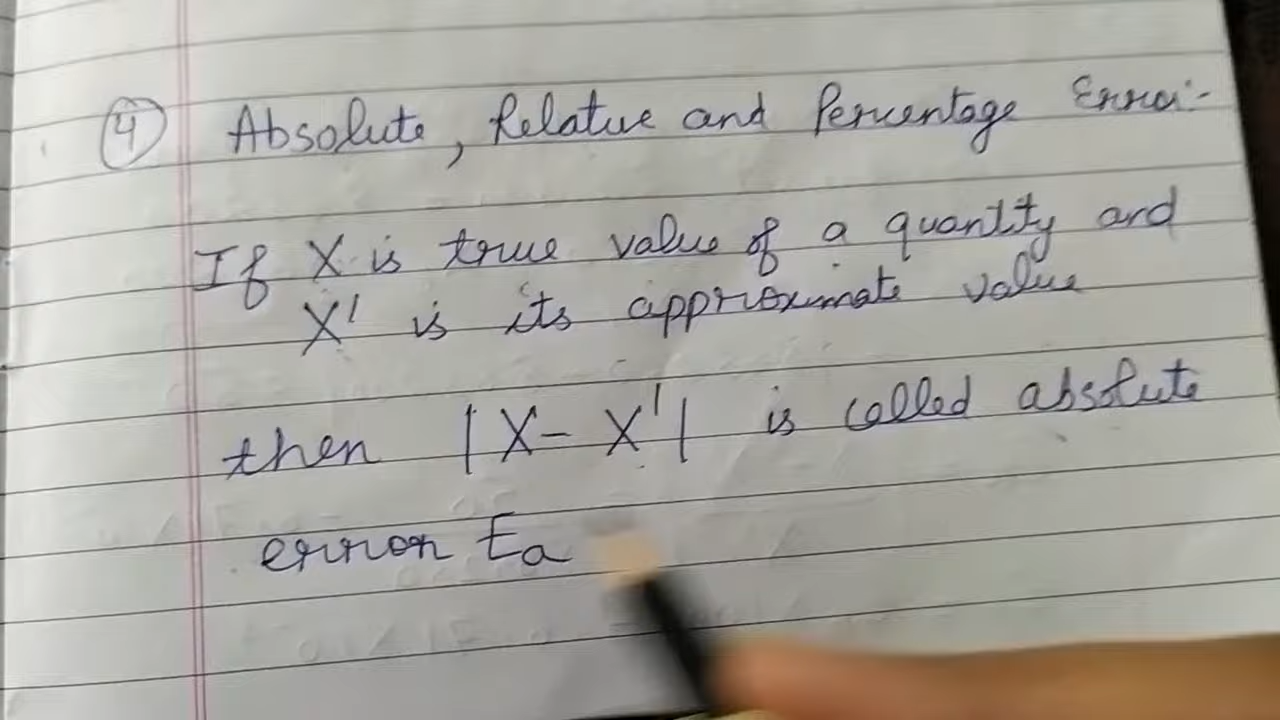 (4) Absolute, Relative and Percentage Error:-
If X is true value of a quantity and
X' is its approximate value
then |X - X'| is called absolute
error Ea